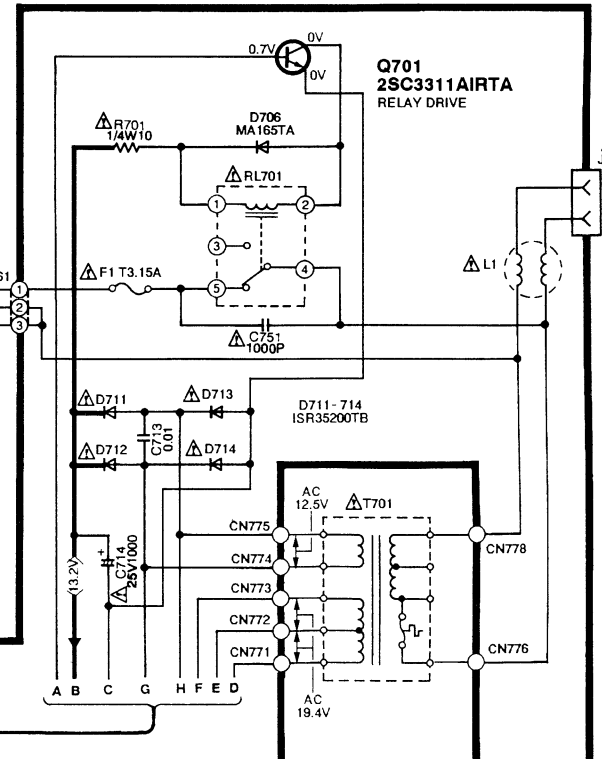 0V
0.7V
0V
Q701
2SC3311AIRTA
RELAY DRIVE
R701
1/4W10
D706
MA165TA
RL701
1
2
3
4
5
L1
61
F1 T3.15A
1
2
3
C751
1000P
D711
D713
D711-714
ISR35200TB
C713
0.01
D712
D714
AC
12.5V
T701
CN775
CN778
CN774
+
C714
25V1000
(13.2V)
CN773
CN772
CN776
CN771
A B C G H F E D
AC
19.4V